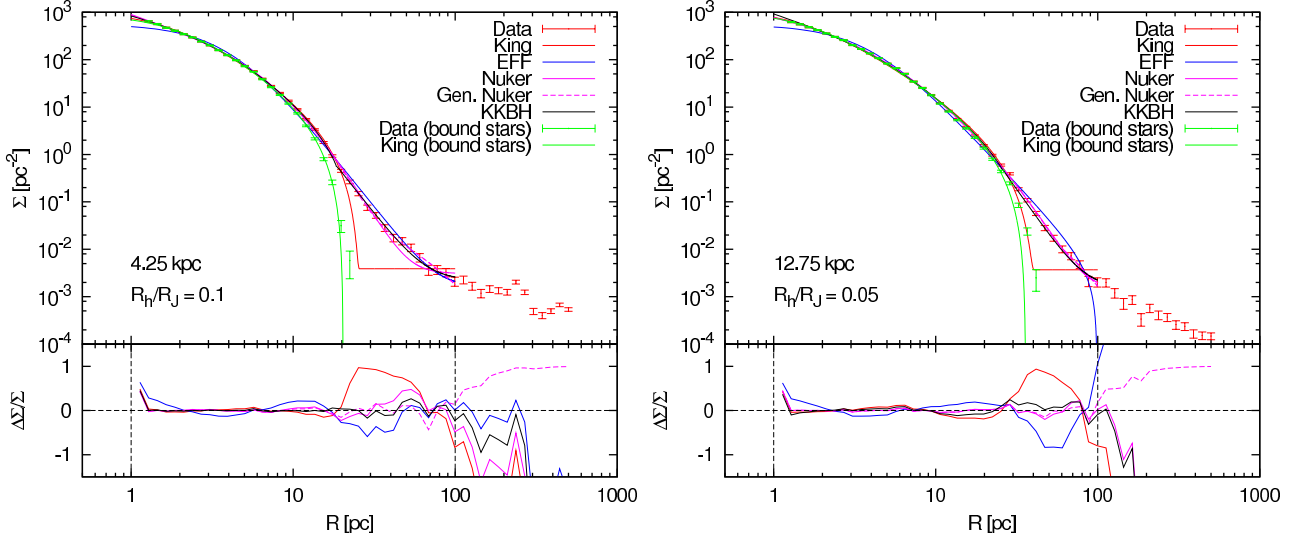 10^3
10^2
10^1
10^0
10^-1
10^-2
10^-3
10^-4
Σ [pc^-2]
Data
King
EFF
Nuker
Gen. Nuker
KKBH
Data (bound stars)
King (bound stars)
4.25 kpc
R_h/R_J = 0.1
1
0
-1
ΔΣ/Σ
1
10
100
1000
R [pc]
10^3
10^2
10^1
10^0
10^-1
10^-2
10^-3
10^-4
Σ [pc^-2]
Data
King
EFF
Nuker
Gen. Nuker
KKBH
Data (bound stars)
King (bound stars)
12.75 kpc
R_h/R_J = 0.05
1
0
-1
ΔΣ/Σ
1
10
100
1000
R [pc]